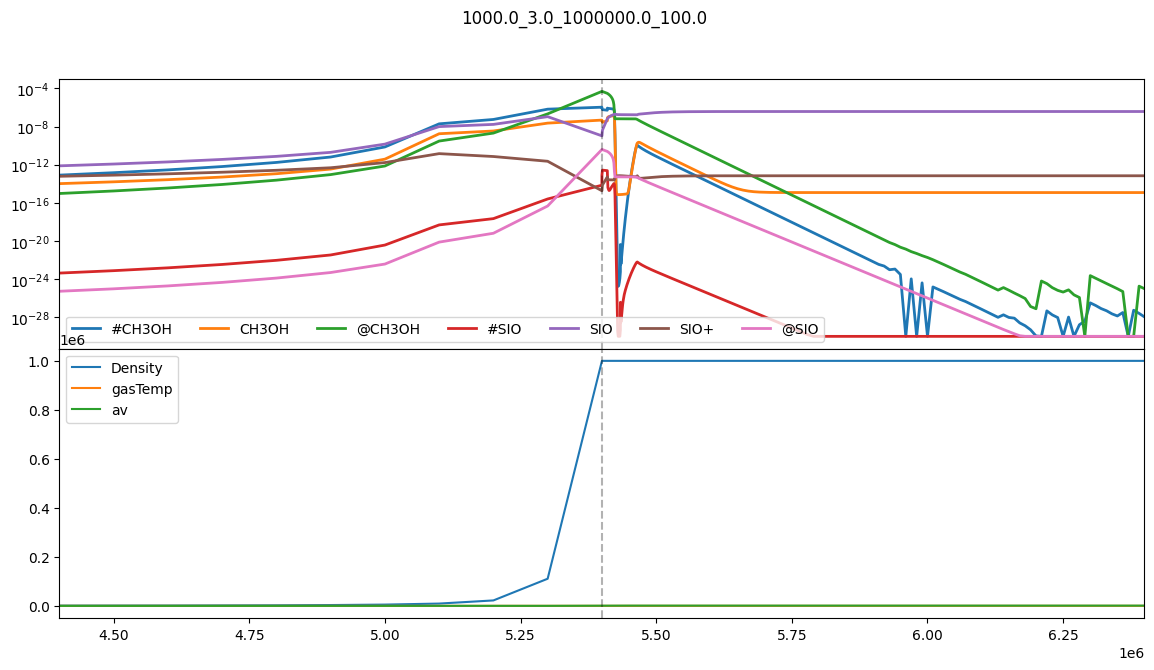 1000.0_3.0_1000000.0_100.0
10⁻⁴
10⁻⁸
10⁻¹²
10⁻¹⁶
10⁻²⁰
10⁻²⁴
10⁻²⁸
#CH3OH CH3OH @CH3OH #SIO SIO SIO+ @SIO
1e6
Density
gasTemp
av
1.0
0.8
0.6
0.4
0.2
0.0
4.50 4.75 5.00 5.25 5.50 5.75 6.00 6.25
1e6